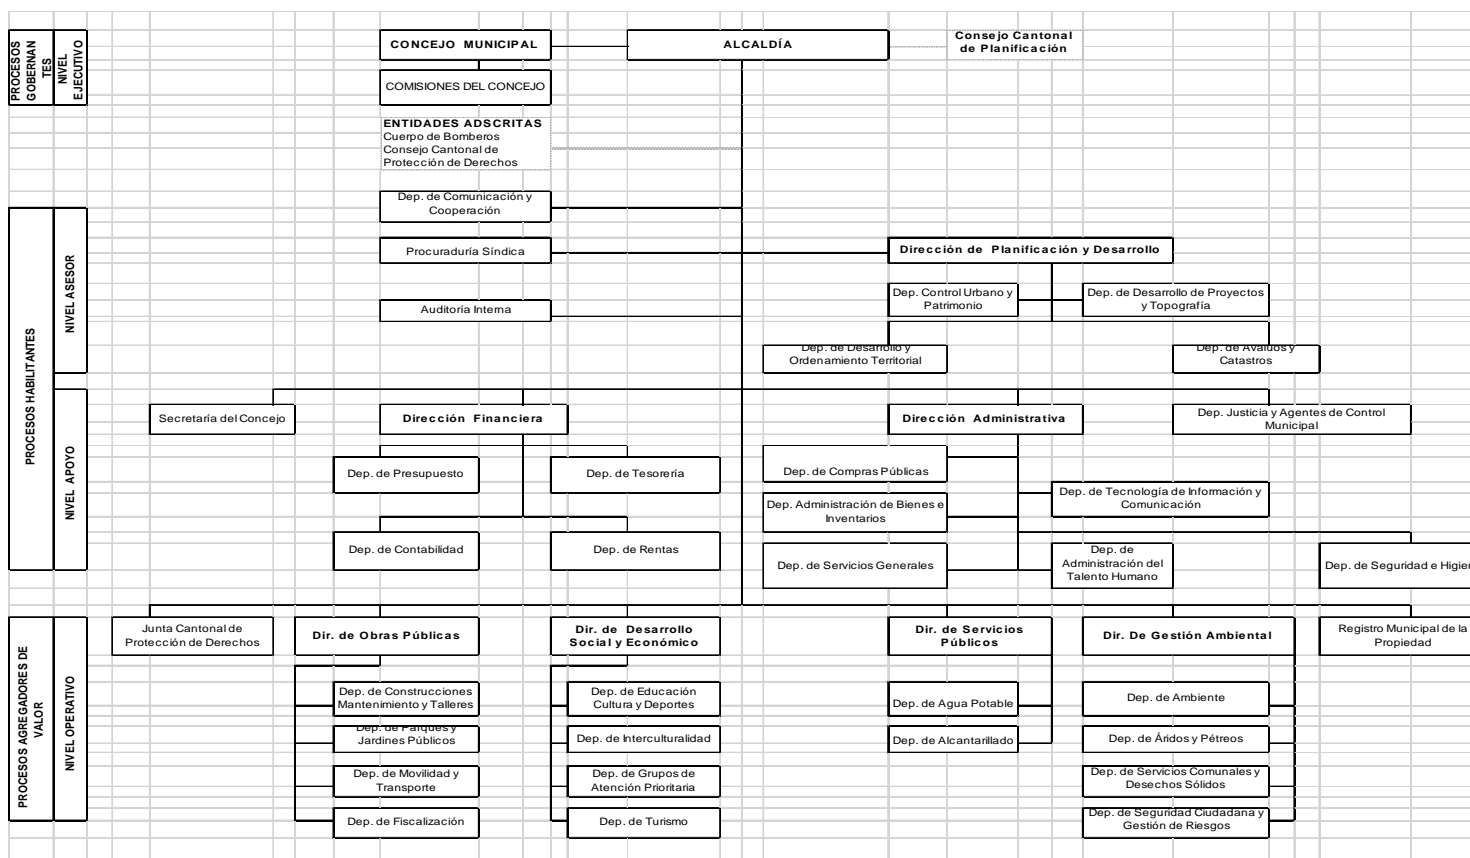 PROCESOS
GOBERNAN
TES
NIVEL
EJECUTIVO
CONCEJO MUNICIPAL
ALCALDÍA
Consejo Cantonal
de Planificación
COMISIONES DEL CONCEJO
ENTIDADES ADSCRITAS
Cuerpo de Bomberos
Consejo Cantonal de
Protección de Derechos
PROCESOS HABILITANTES
NIVEL ASESOR
Dep. de Comunicación y
Cooperación
Procuraduría Síndica
Dirección de Planificación y Desarrollo
Auditoría Interna
Dep. Control Urbano y
Patrimonio
Dep. de Desarrollo de Proyectos
y Topografía
Dep. de Desarrollo y
Ordenamiento Territorial
Dep. de Avalúos y
Catastros
NIVEL APOYO
Secretaría del Concejo
Dirección Financiera
Dirección Administrativa
Dep. Justicia y Agentes de Control
Municipal
Dep. de Presupuesto
Dep. de Tesorería
Dep. de Compras Públicas
Dep. Administración de Bienes e
Inventarios
Dep. de Tecnología de Información y
Comunicación
Dep. de Contabilidad
Dep. de Rentas
Dep. de Servicios Generales
Dep. de
Administración del
Talento Humano
Dep. de Seguridad e
PROCESOS AGREGADORES DE
VALOR
NIVEL OPERATIVO
Junta Cantonal de
Protección de Derechos
Dir. de Obras Públicas
Dir. de Desarrollo
Social y Económico
Dir. de Servicios
Públicos
Dir. De Gestión Ambiental
Registro Municipal de la
Propiedad
Dep. de Construcciones
Mantenimiento y Talleres
Dep. de Parques y
Jardines Públicos
Dep. de Movilidad y
Transporte
Dep. de Fiscalización
Dep. de Educación
Cultura y Deportes
Dep. de Interculturalidad
Dep. de Grupos de
Atención Prioritaria
Dep. de Turismo
Dep. de Agua Potable
Dep. de Alcantarillado
Dep. de Ambiente
Dep. de Áridos y Pétreos
Dep. de Servicios Comunales y
Desechos Sólidos
Dep. de Seguridad Ciudadana y
Gestión de Riesgos